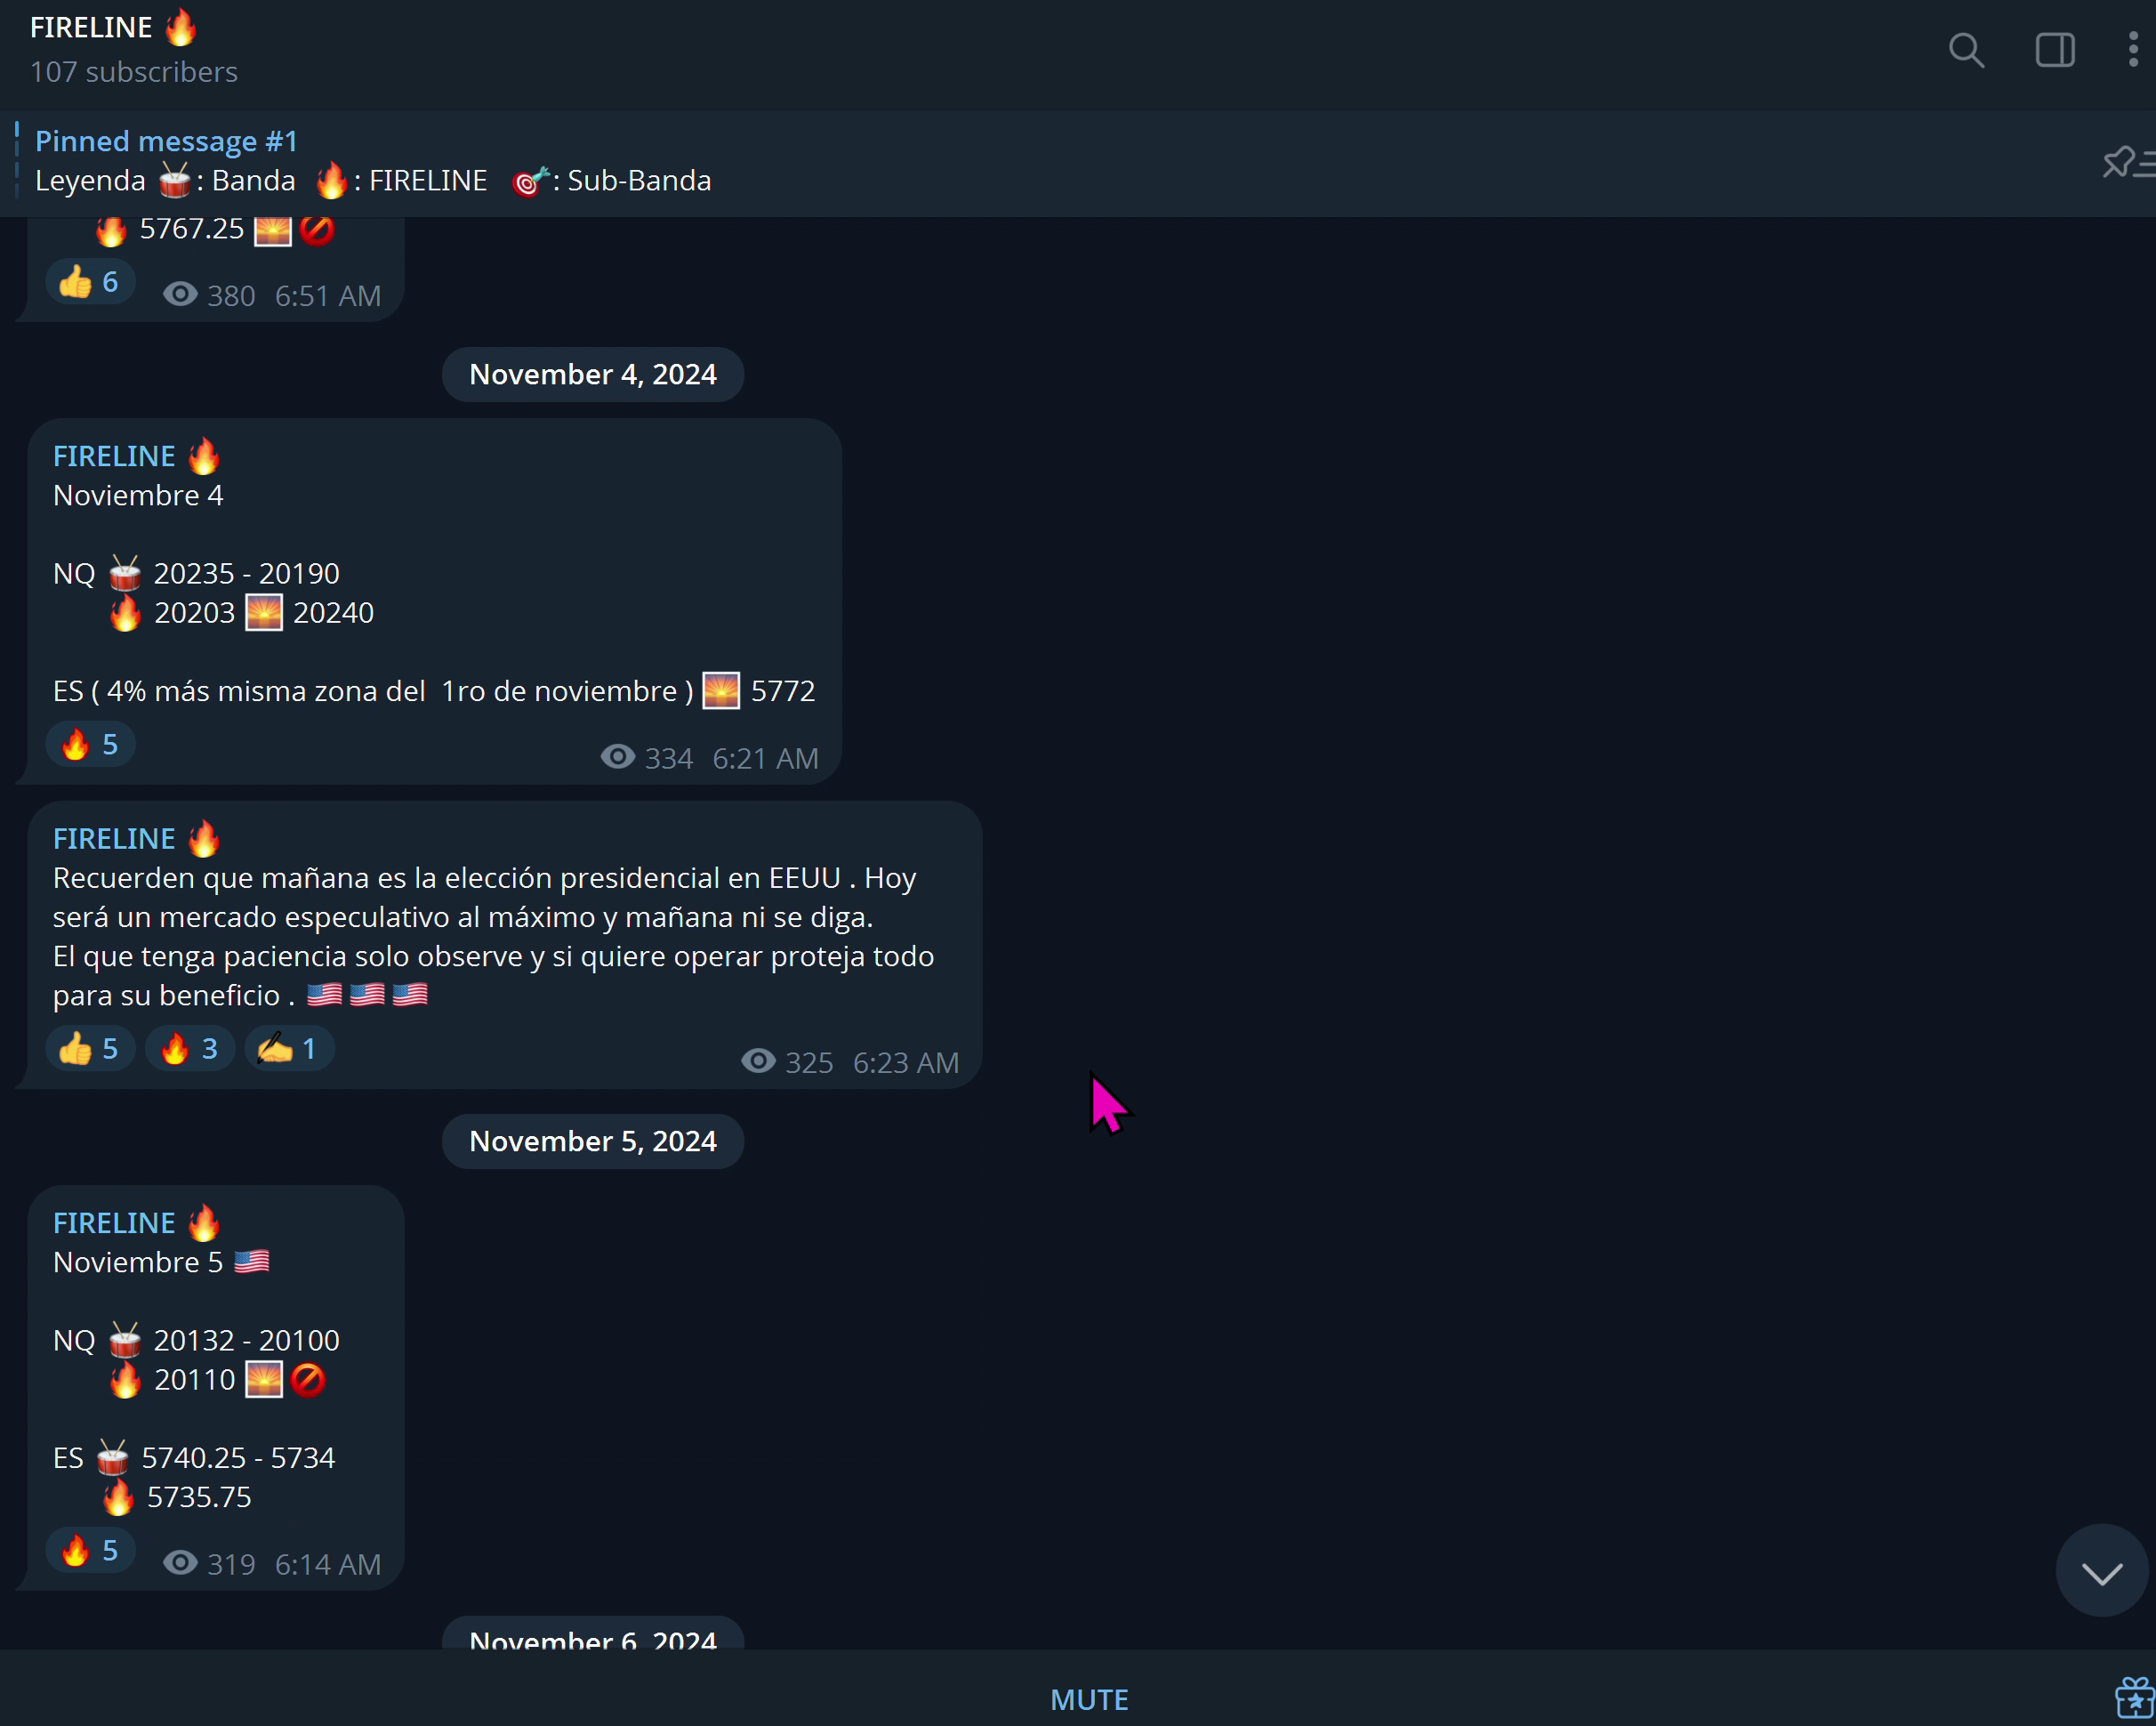 FIRELINE 🔥
107 subscribers
Pinned message #1
Leyenda 🥁: Banda 🔥: FIRELINE 🎯: Sub-Banda
🔥 5767.25 🌅🚫
👍 6 380 6:51 AM
November 4, 2024
FIRELINE 🔥
Noviembre 4
NQ 🥁 20235 - 20190
🔥 20203 🌅 20240
ES ( 4% más misma zona del 1ro de noviembre ) 🌅 5772
🔥 5 334 6:21 AM
FIRELINE 🔥
Recuerden que mañana es la elección presidencial en EEUU . Hoy
será un mercado especulativo al máximo y mañana ni se diga.
El que tenga paciencia solo observe y si quiere operar proteja todo
para su beneficio . 🇺🇸🇺🇸🇺🇸
👍 5 🔥 3 ✍️ 1 325 6:23 AM
November 5, 2024
FIRELINE 🔥
Noviembre 5 🇺🇸
NQ 🥁 20132 - 20100
🔥 20110 🌅🚫
ES 🥁 5740.25 - 5734
🔥 5735.75
🔥 5 319 6:14 AM
November 6, 2024
MUTE